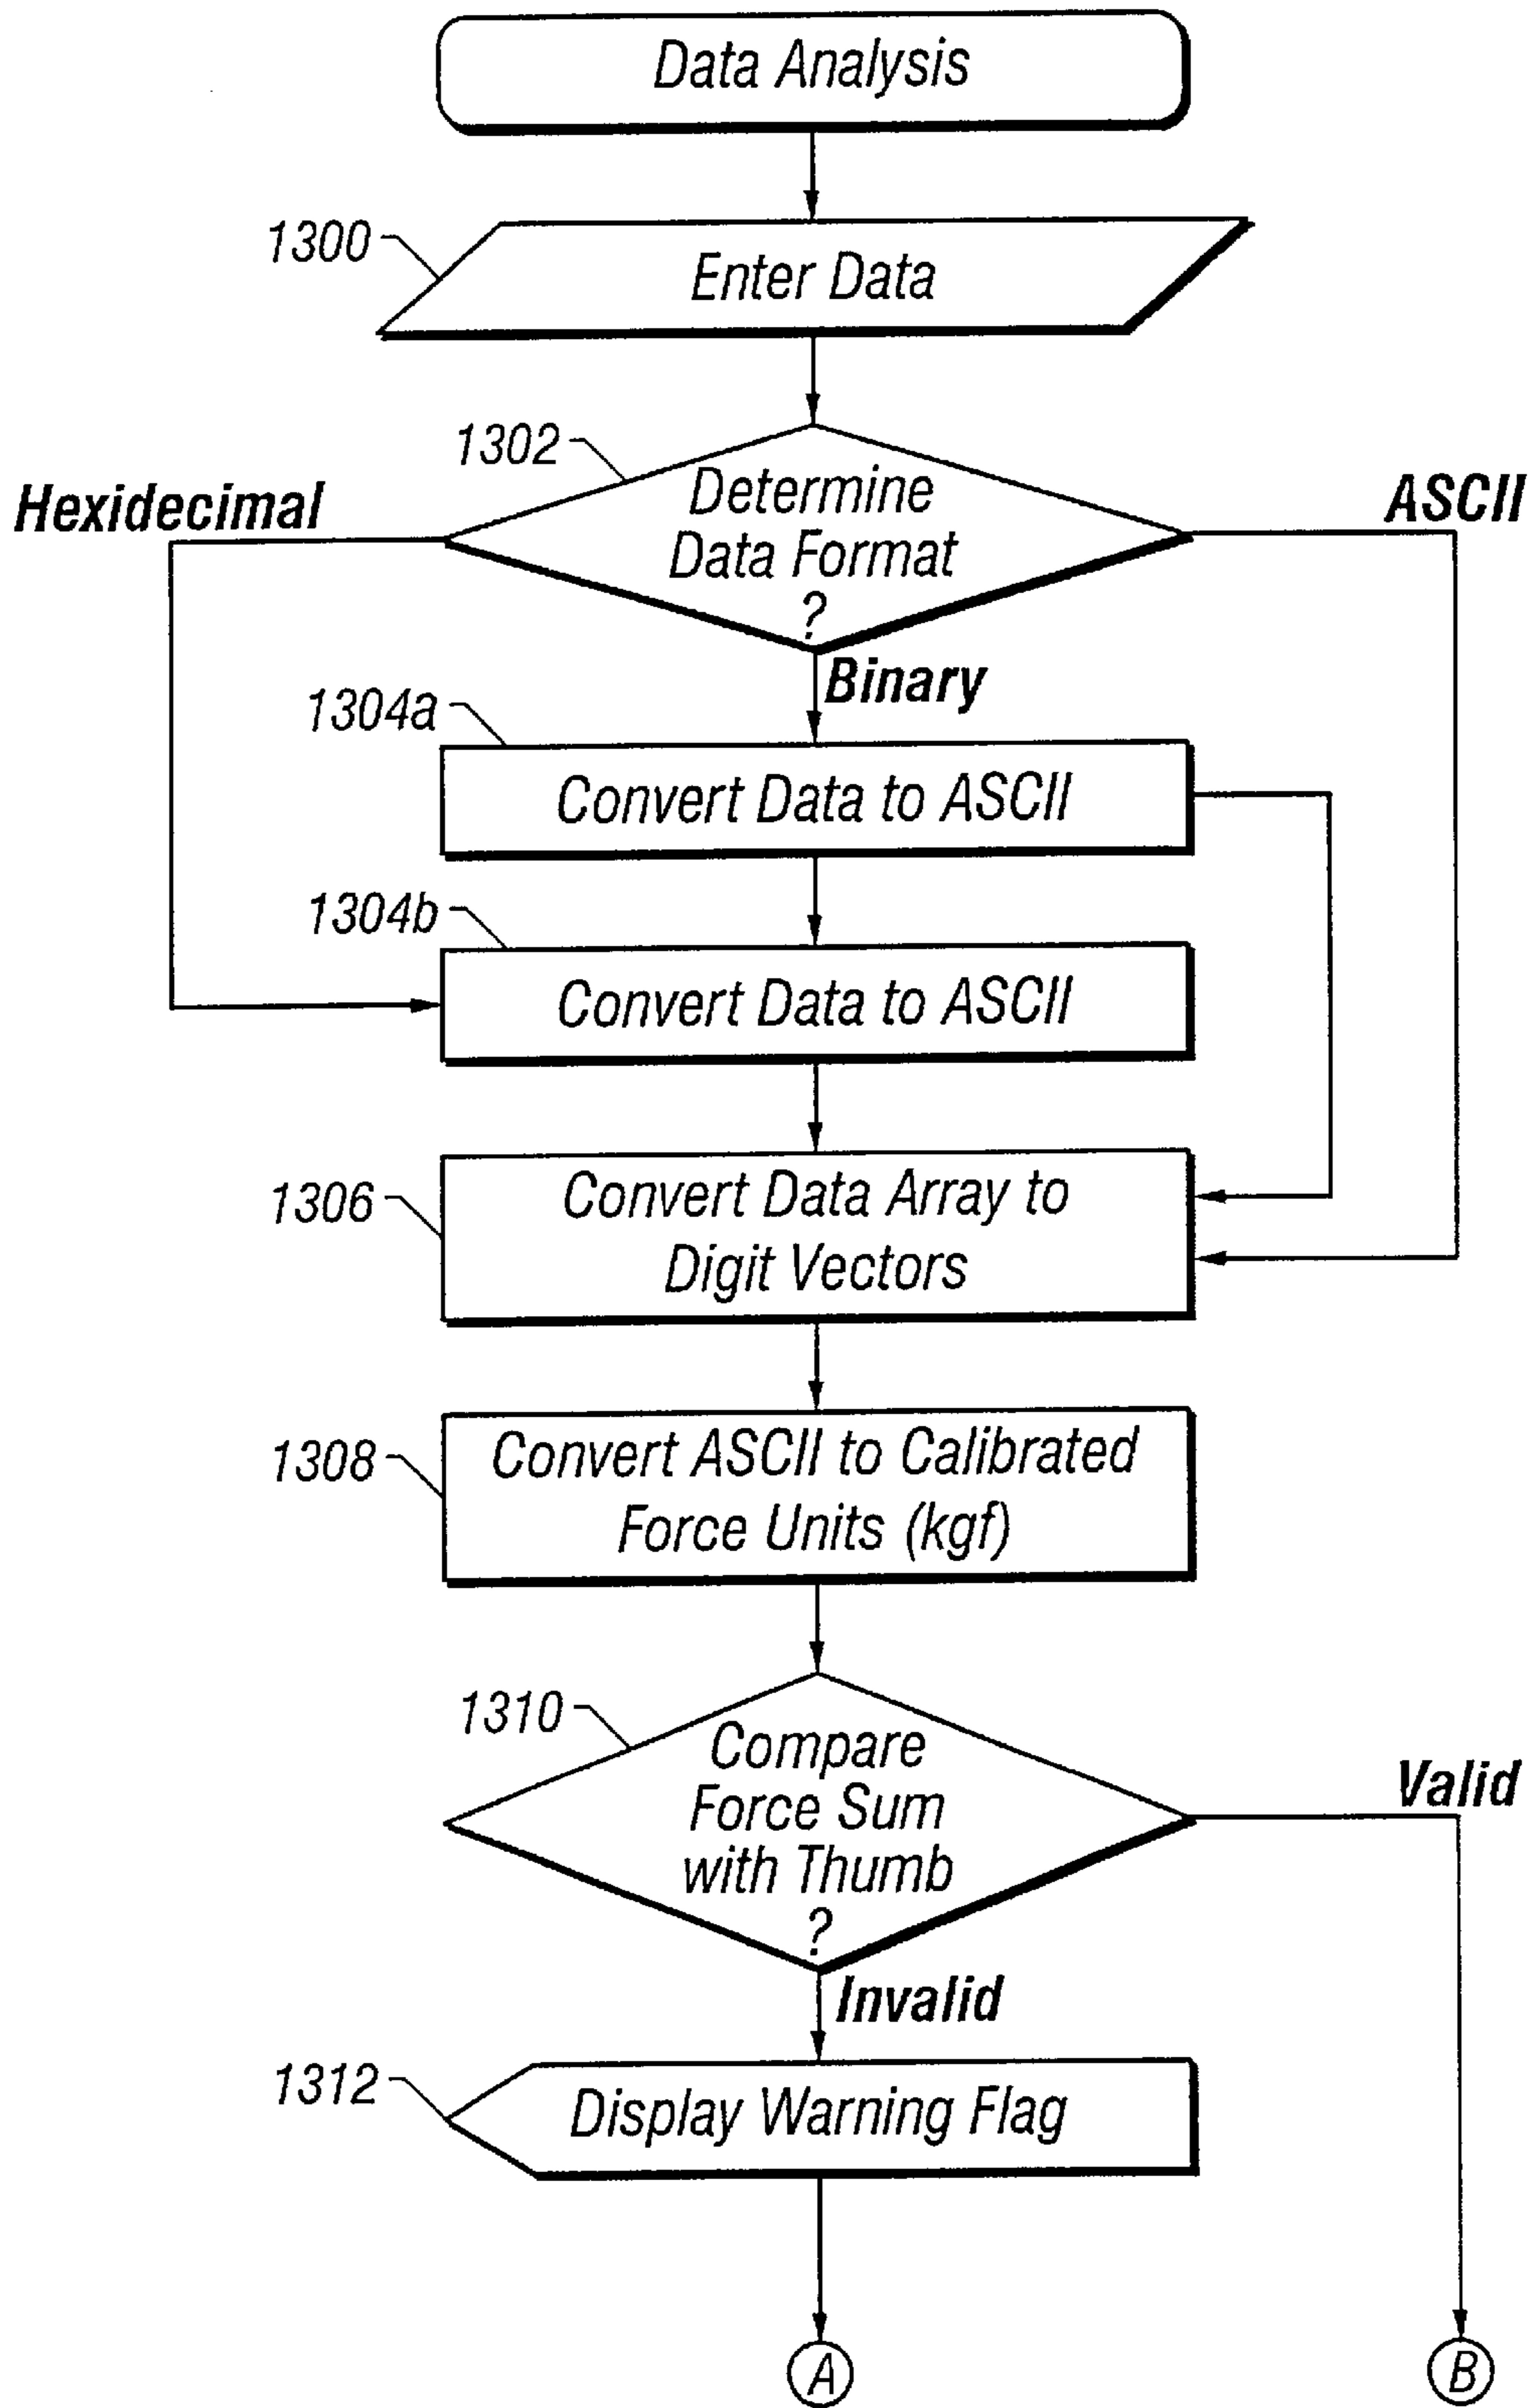 Data Analysis
1300
Enter Data
1302
Hexidecimal
Determine
Data Format
?
ASCII
Binary
1304a
Convert Data to ASCII
1304b
Convert Data to ASCII
1306
Convert Data Array to
Digit Vectors
1308
Convert ASCII to Calibrated
Force Units (kgf)
1310
Compare
Force Sum
with Thumb
?
Valid
Invalid
1312
Display Warning Flag
A
B